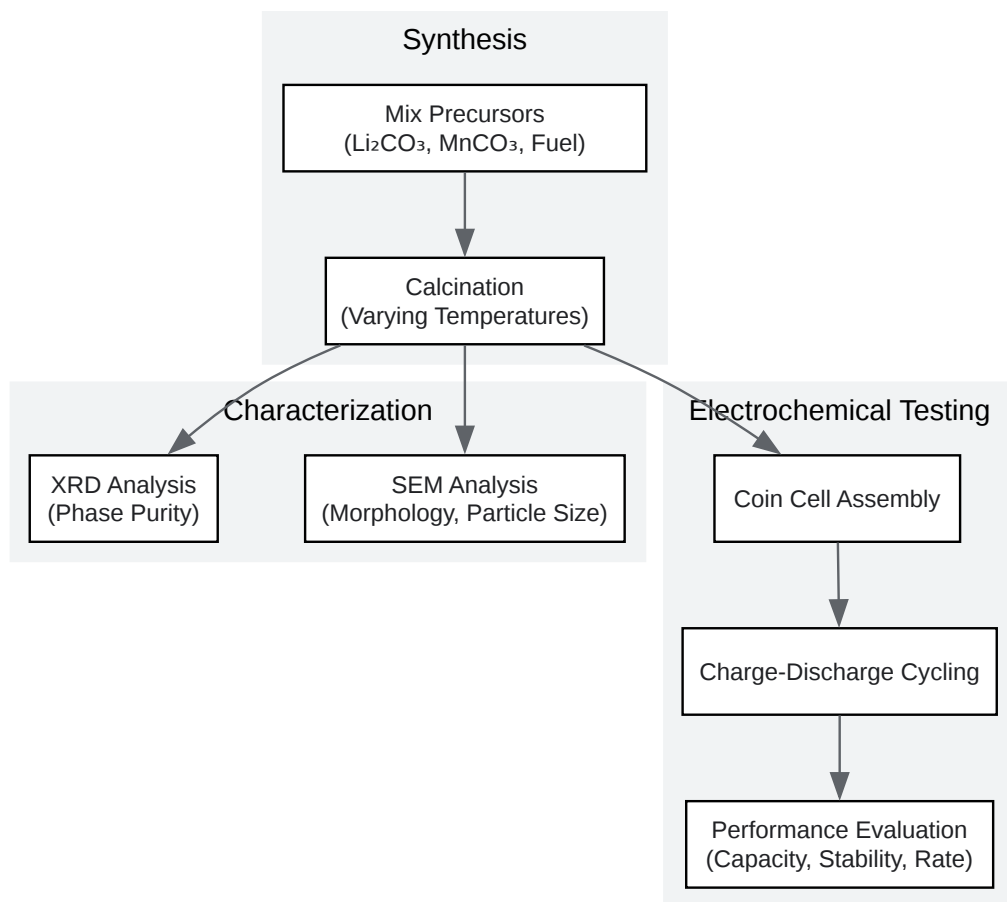 Synthesis
Mix Precursors
(Li₂CO₃, MnCO₃, Fuel)
Calcination
(Varying Temperatures)
Characterization
XRD Analysis
(Phase Purity)
SEM Analysis
(Morphology, Particle Size)
Electrochemical Testing
Coin Cell Assembly
Charge-Discharge Cycling
Performance Evaluation
(Capacity, Stability, Rate)